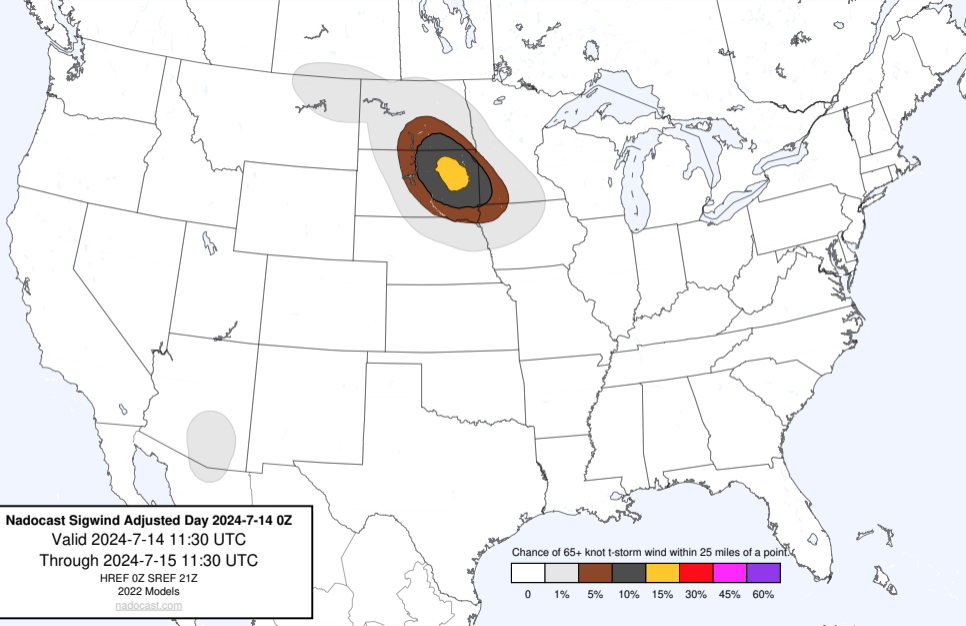 Nadocast Sigwind Adjusted Day 2024-7-14 0Z
Valid 2024-7-14 11:30 UTC
Through 2024-7-15 11:30 UTC
HREF 0Z SREF 21Z
2022 Models
nadocast.com
Chance of 65+ knot t-storm wind within 25 miles of a point.
0 1% 5% 10% 15% 30% 45% 60%